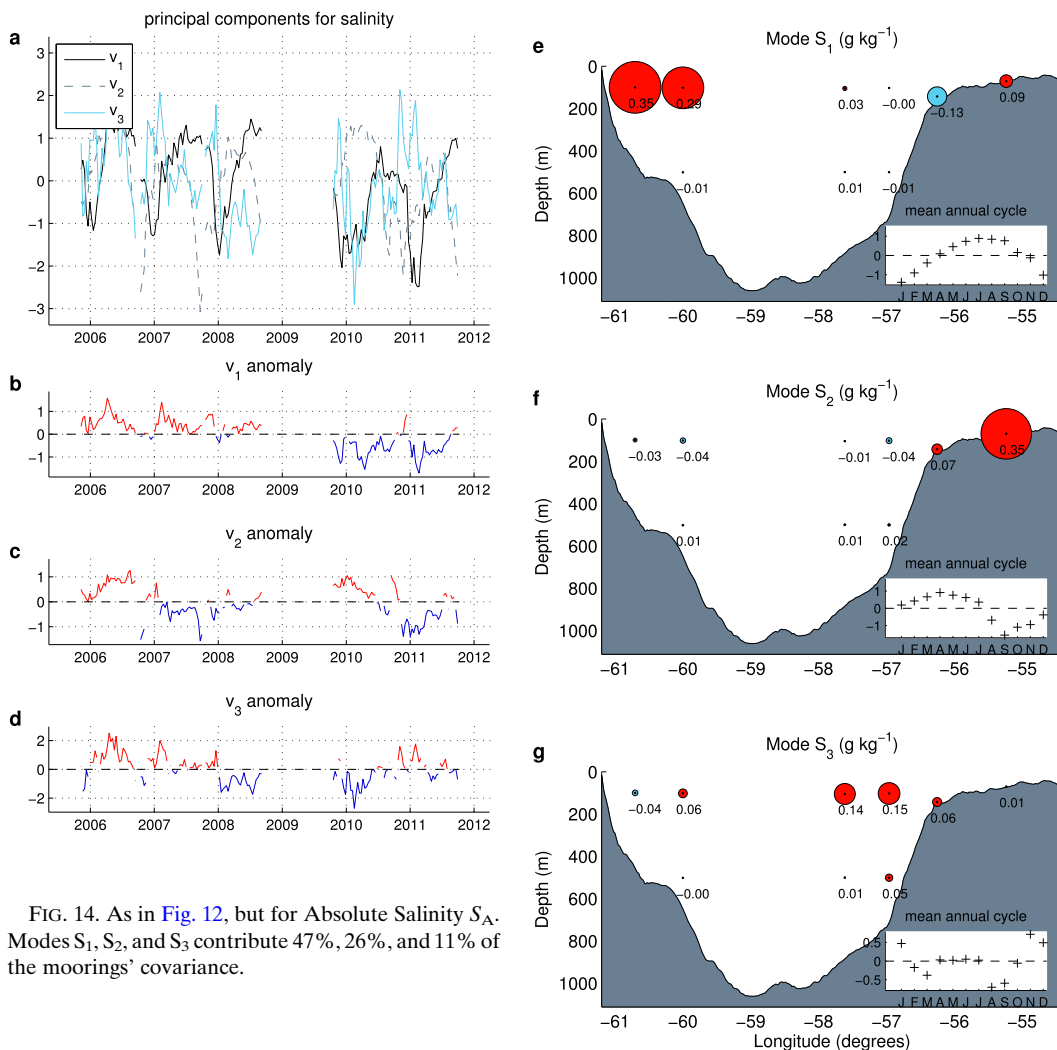 principal components for salinity
a
v1
v2
v3
3
2
1
0
−1
−2
−3
2006 2007 2008 2009 2010 2011 2012
v1 anomaly
b
1
0
−1
2006 2007 2008 2009 2010 2011 2012
v2 anomaly
c
1
0
−1
2006 2007 2008 2009 2010 2011 2012
v3 anomaly
d
2
0
−2
2006 2007 2008 2009 2010 2011 2012
FIG. 14. As in Fig. 12, but for Absolute Salinity SA.
Modes S1, S2, and S3 contribute 47%, 26%, and 11% of
the moorings’ covariance.
e
Mode S1 (g kg−1)
Depth (m)
0
200
400
600
800
1000
0.35 0.29 0.03 −0.00 −0.13 0.09
−0.01 0.01 −0.01
mean annual cycle
1
0
−1
J F M A M J J A S O N D
−61 −60 −59 −58 −57 −56 −55
f
Mode S2 (g kg−1)
Depth (m)
0
200
400
600
800
1000
−0.03 −0.04 −0.01 −0.04 0.07 0.35
0.01 0.01 0.02
mean annual cycle
1
0
−1
J F M A M J J A S O N D
−61 −60 −59 −58 −57 −56 −55
g
Mode S3 (g kg−1)
Depth (m)
0
200
400
600
800
1000
−0.04 0.06 0.14 0.15 0.06 0.01
−0.00 0.01 0.05
mean annual cycle
0.5
0
−0.5
J F M A M J J A S O N D
−61 −60 −59 −58 −57 −56 −55
Longitude (degrees)